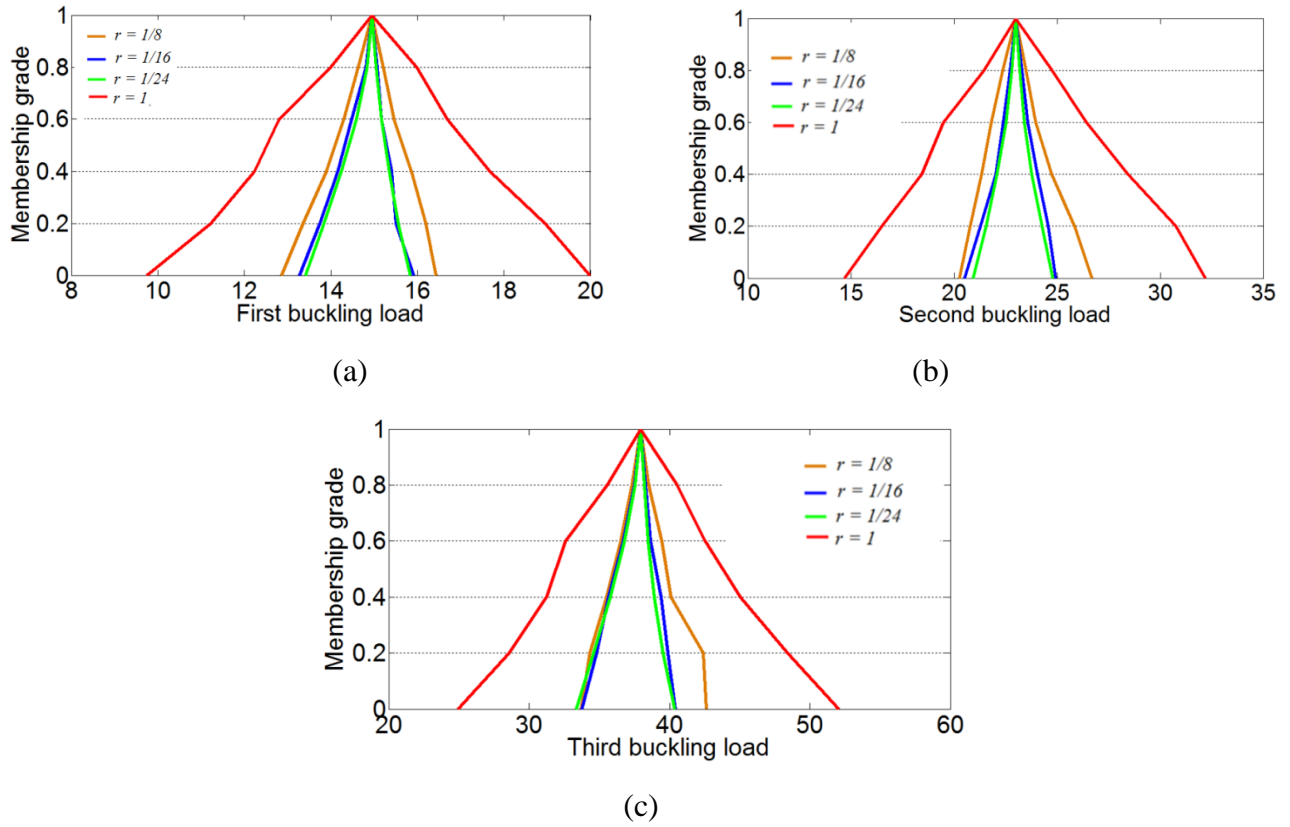 Membership grade
1
0.8
0.6
0.4
0.2
0
r = 1/8
r = 1/16
r = 1/24
r = 1
8 10 12 14 16 18 20
First buckling load
(a)
Membership grade
1
0.8
0.6
0.4
0.2
0
r = 1/8
r = 1/16
r = 1/24
r = 1
10 15 20 25 30 35
Second buckling load
(b)
Membership grade
1
0.8
0.6
0.4
0.2
0
r = 1/8
r = 1/16
r = 1/24
r = 1
20 30 40 50 60
Third buckling load
(c)